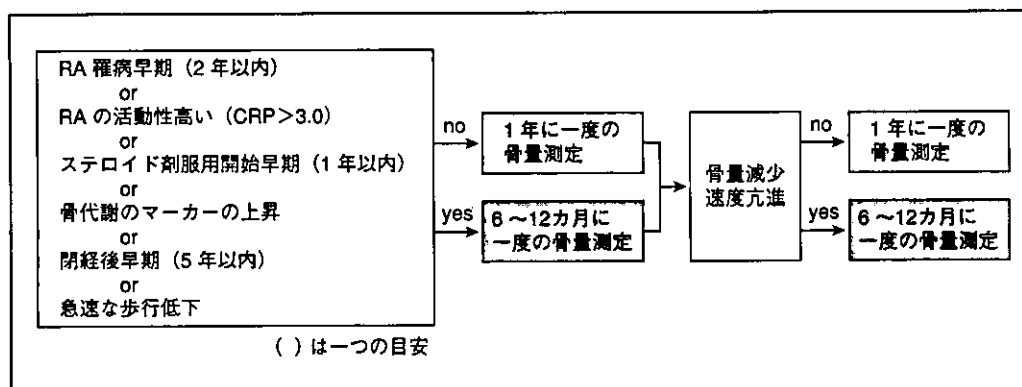 RA 罹病早期（2 年以内）
or
RA の活動性高い（CRP＞3.0）
or
ステロイド剤服用開始早期（1 年以内）
or
骨代謝のマーカーの上昇
or
閉経後早期（5 年以内）
or
急速な歩行低下
（ ）は一つの目安
no
1 年に一度の
骨量測定
yes
6 〜12カ月に
一度の骨量測定
骨量減少
速度亢進
no
1 年に一度の
骨量測定
yes
6 〜12カ月に
一度の骨量測定